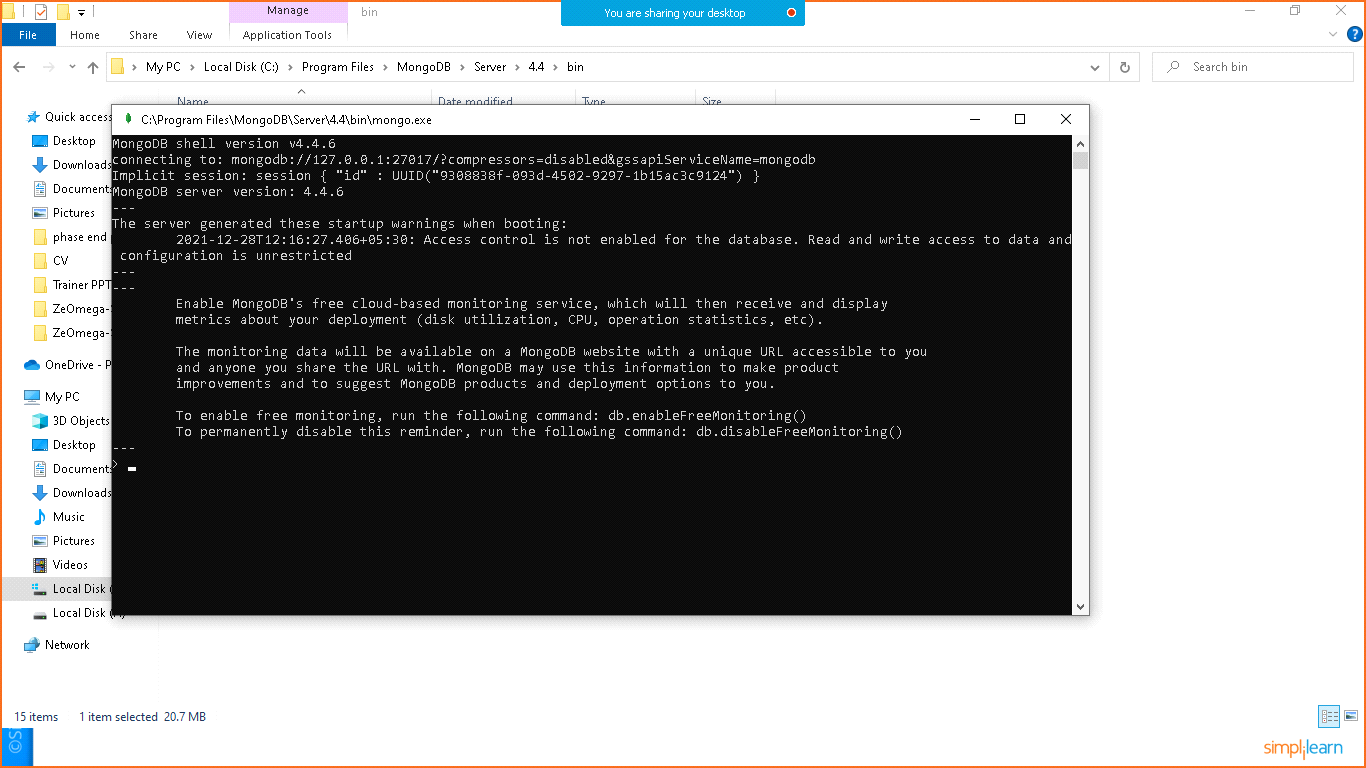 Manage
bin
You are sharing your desktop
File
Home
Share
View
Application Tools
?
My PC
Local Disk (C:)
Program Files
MongoDB
Server
4.4
bin
Search bin
Name
Date modified
Type
Size
Quick access
Desktop
Downloads
Documents
Pictures
phase end
CV
Trainer PPT
ZeOmega-
ZeOmega-
OneDrive - P
My PC
3D Objects
Desktop
Documents
Downloads
Music
Pictures
Videos
Local Disk
Local Disk
Network
C:\Program Files\MongoDB\Server\4.4\bin\mongo.exe
MongoDB shell version v4.4.6
connecting to: mongodb://127.0.0.1:27017/?compressors=disabled&gssapiServiceName=mongodb
Implicit session: session { "id" : UUID("9308838f-093d-4502-9297-1b15ac3c9124") }
MongoDB server version: 4.4.6
---
The server generated these startup warnings when booting:
2021-12-28T12:16:27.406+05:30: Access control is not enabled for the database. Read and write access to data and
configuration is unrestricted
---
---
Enable MongoDB's free cloud-based monitoring service, which will then receive and display
metrics about your deployment (disk utilization, CPU, operation statistics, etc).
The monitoring data will be available on a MongoDB website with a unique URL accessible to you
and anyone you share the URL with. MongoDB may use this information to make product
improvements and to suggest MongoDB products and deployment options to you.
To enable free monitoring, run the following command: db.enableFreeMonitoring()
To permanently disable this reminder, run the following command: db.disableFreeMonitoring()
---
>
15 items
1 item selected 20.7 MB
©S
simplilearn